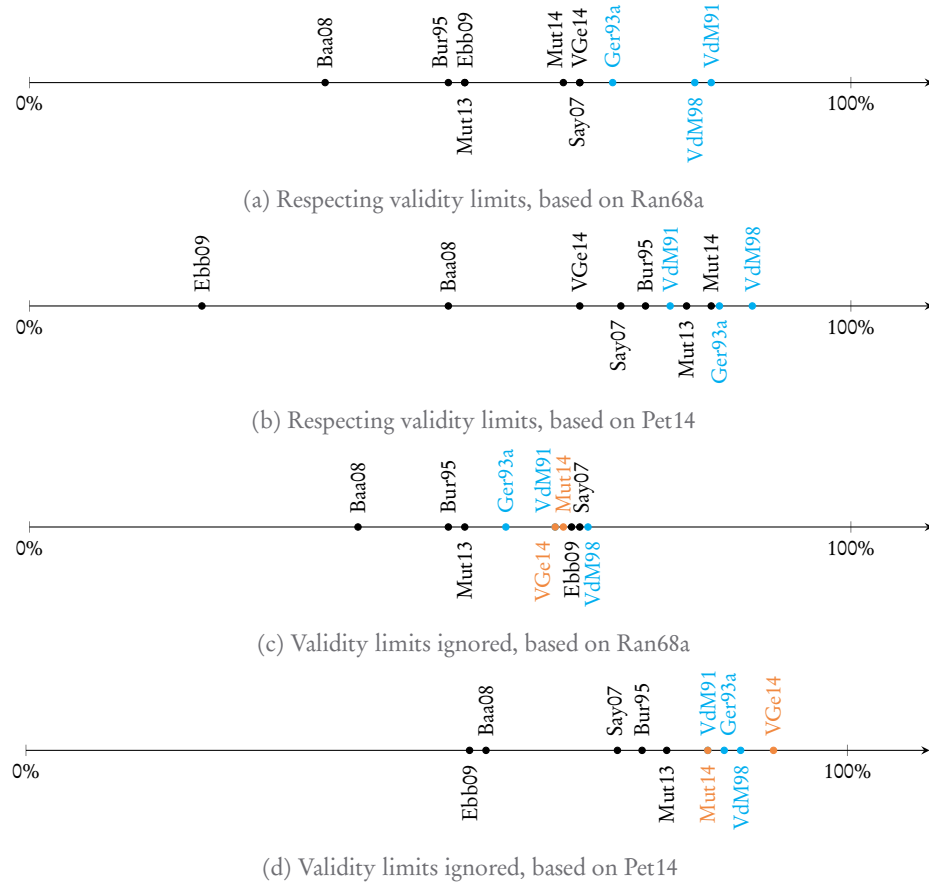 Baa08 Bur95 Ebb09 Mut14 VGe14 Ger93a VdM91
0% 100%
Mut13 Say07 VdM98
(a) Respecting validity limits, based on Ran68a
Ebb09 Baa08 VGe14 Bur95 VdM91 Mut14 VdM98
0% 100%
Say07 Mut13 Ger93a
(b) Respecting validity limits, based on Pet14
Baa08 Bur95 Ger93a VdM91 Mut14 Say07
0% 100%
Mut13 VGe14 Ebb09 VdM98
(c) Validity limits ignored, based on Ran68a
Baa08 Say07 Bur95 VdM91 Ger93a VGe14
0% 100%
Ebb09 Mut13 Mut14 VdM98
(d) Validity limits ignored, based on Pet14